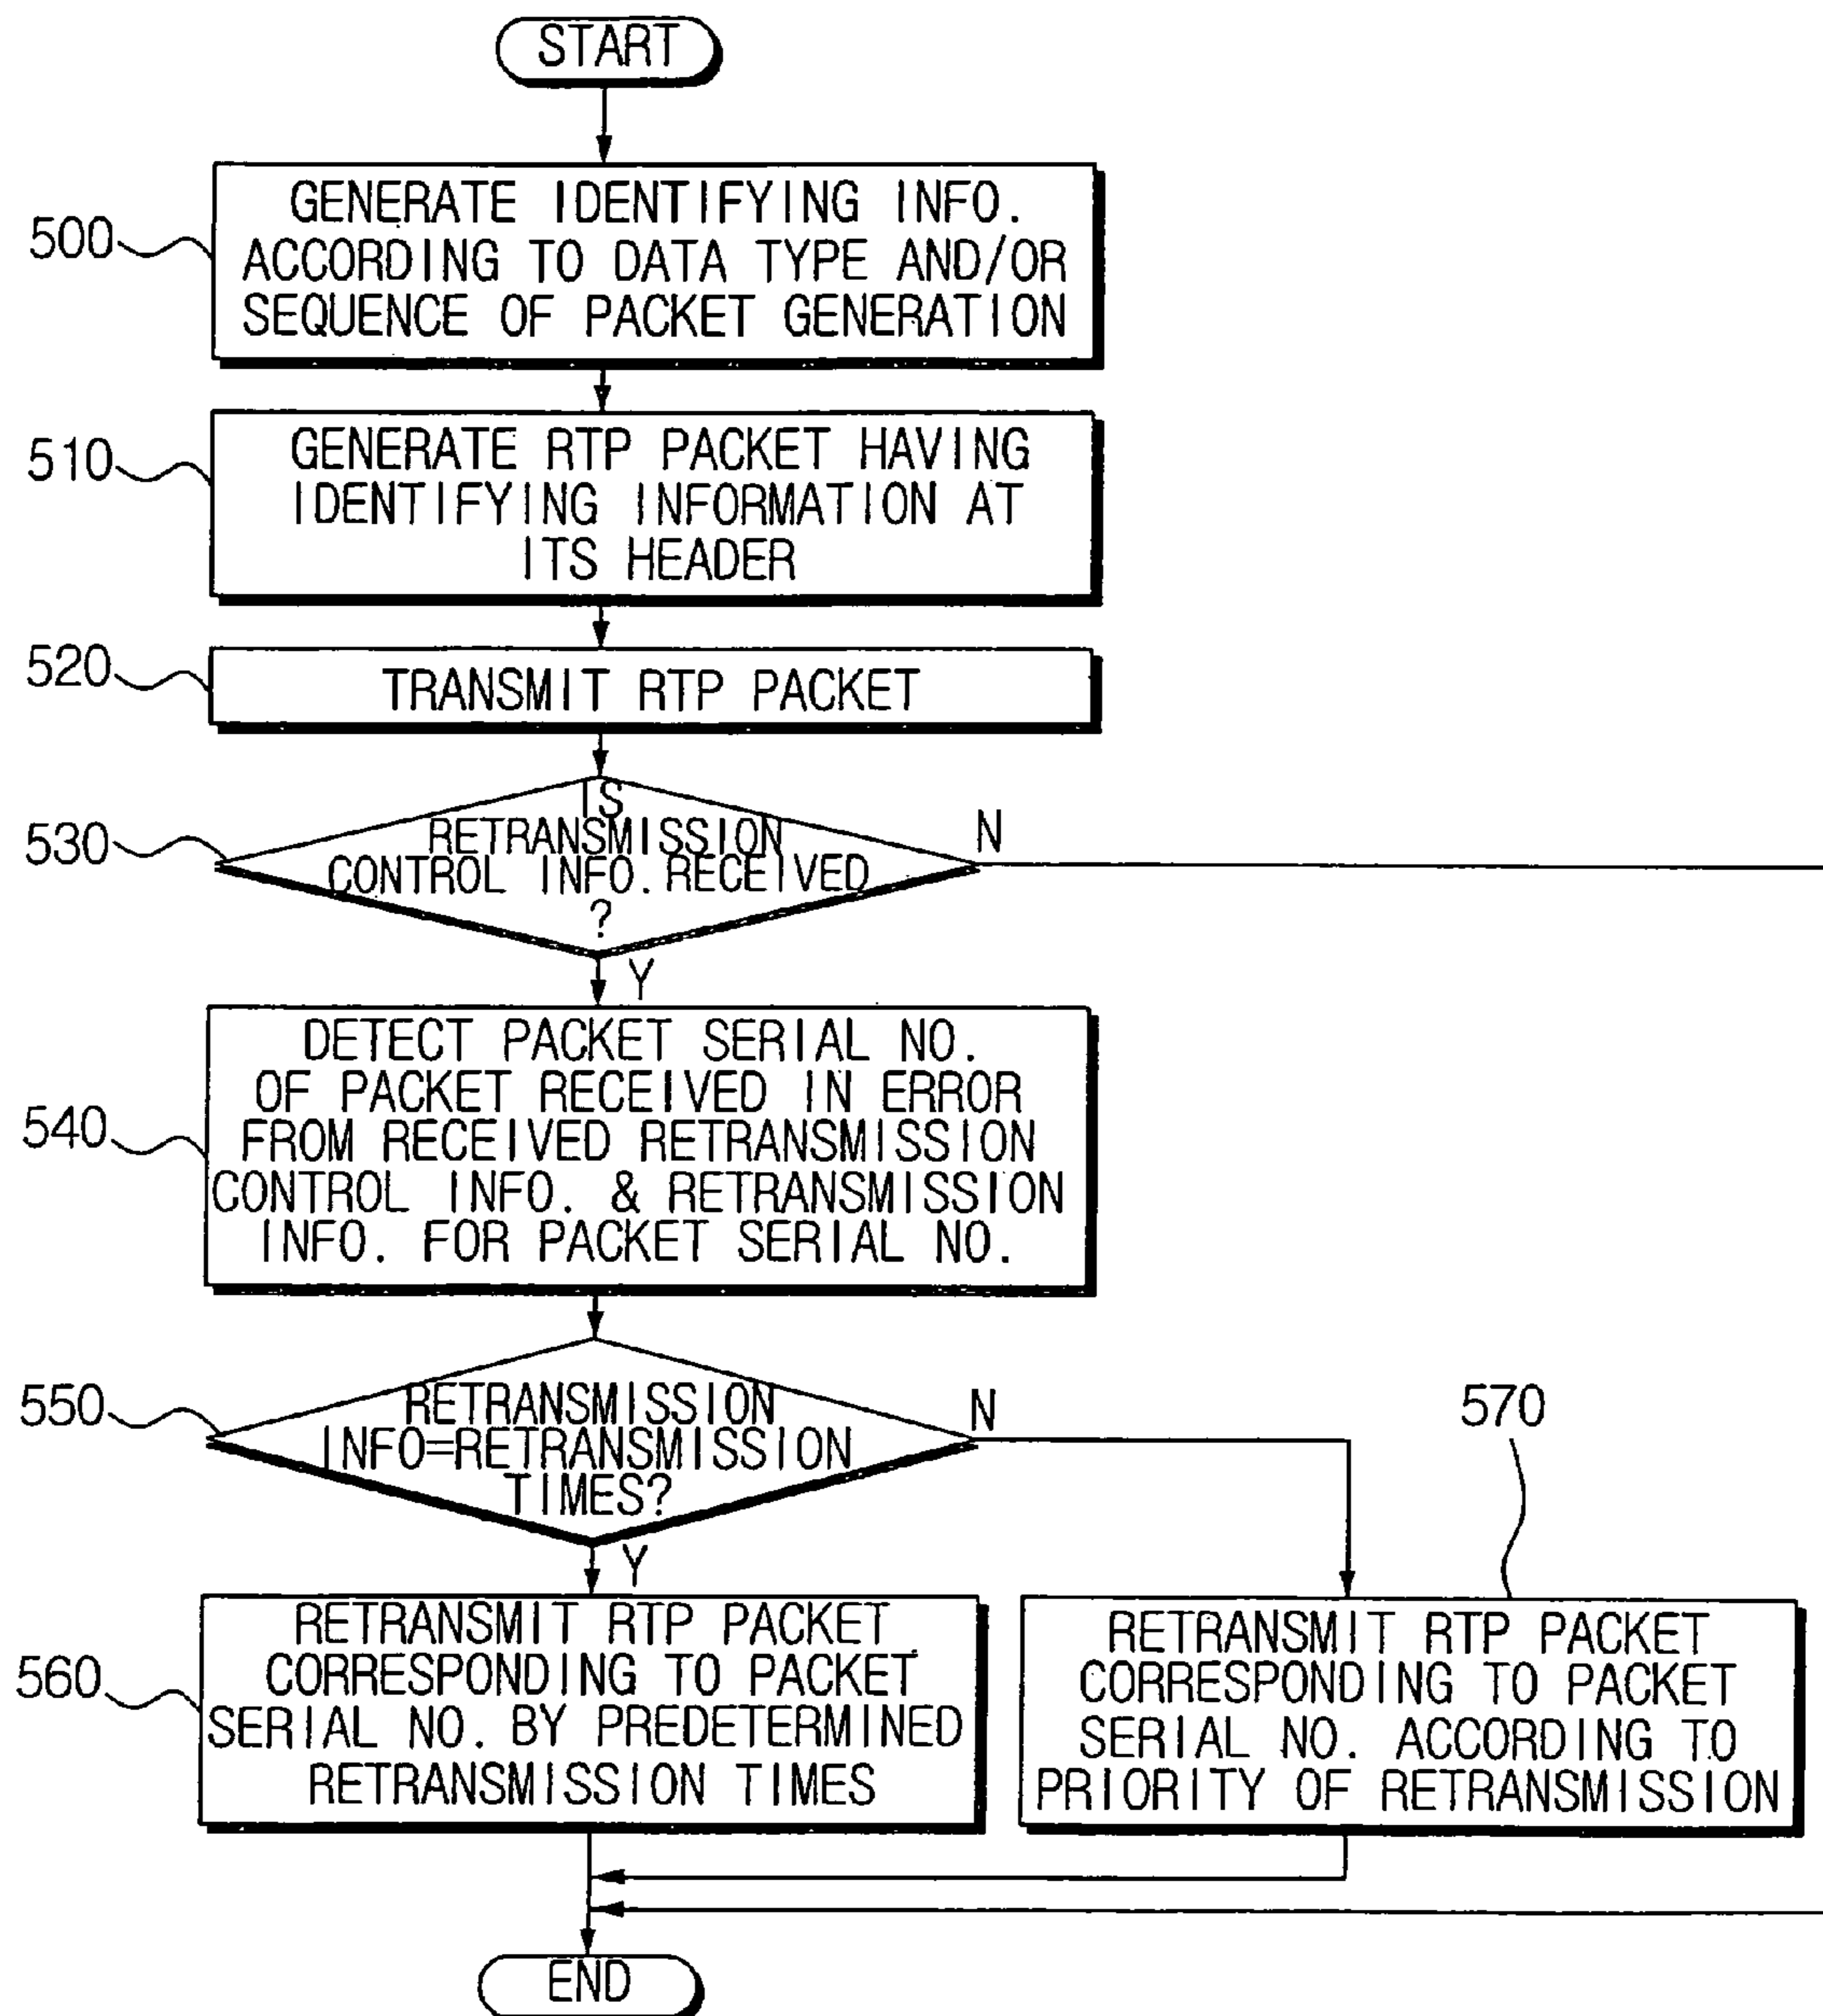 START
500
GENERATE IDENTIFYING INFO.
ACCORDING TO DATA TYPE AND/OR
SEQUENCE OF PACKET GENERATION
510
GENERATE RTP PACKET HAVING
IDENTIFYING INFORMATION AT
ITS HEADER
520
TRANSMIT RTP PACKET
530
IS
RETRANSMISSION
CONTROL INFO. RECEIVED
?
N
Y
540
DETECT PACKET SERIAL NO.
OF PACKET RECEIVED IN ERROR
FROM RECEIVED RETRANSMISSION
CONTROL INFO. & RETRANSMISSION
INFO. FOR PACKET SERIAL NO.
550
RETRANSMISSION
INFO=RETRANSMISSION
TIMES?
N
Y
560
RETRANSMIT RTP PACKET
CORRESPONDING TO PACKET
SERIAL NO. BY PREDETERMINED
RETRANSMISSION TIMES
570
RETRANSMIT RTP PACKET
CORRESPONDING TO PACKET
SERIAL NO. ACCORDING TO
PRIORITY OF RETRANSMISSION
END